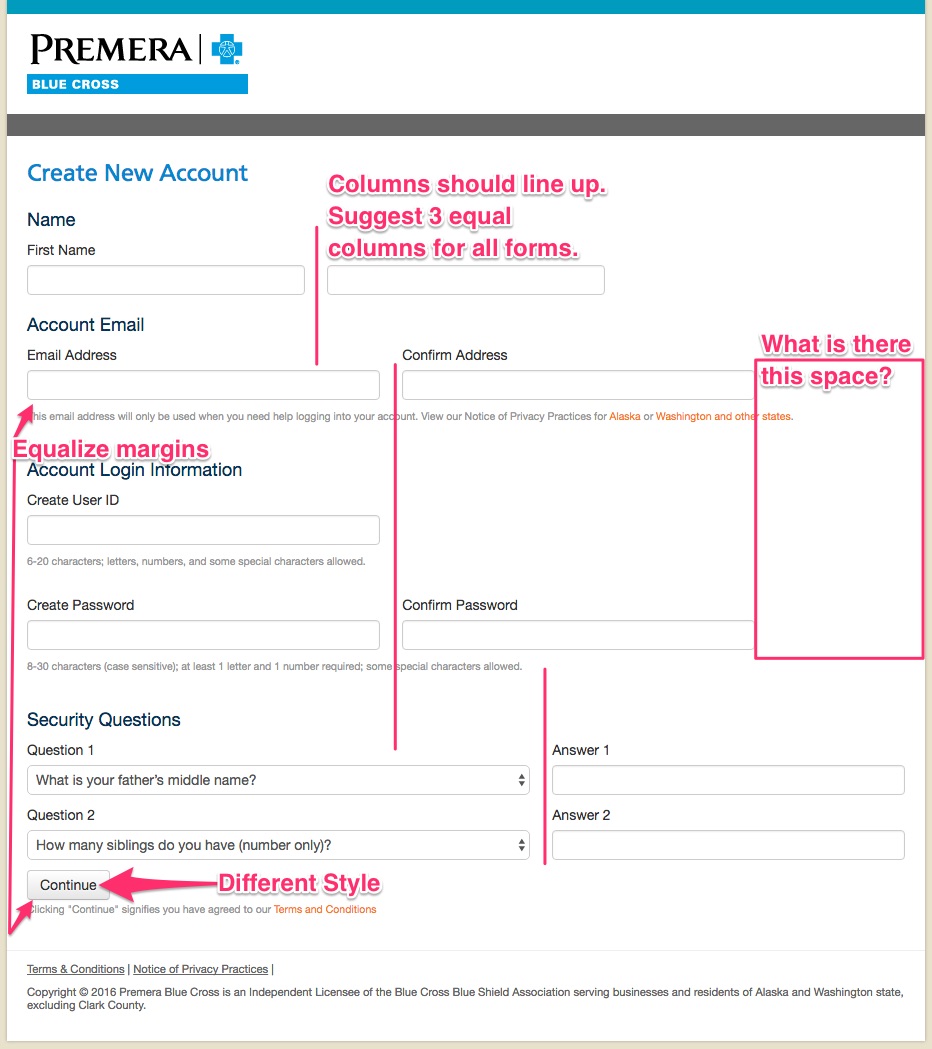 PREMERA
BLUE CROSS
Create New Account
Columns should line up.
Suggest 3 equal
columns for all forms.
Name
First Name
Account Email
Email Address
Confirm Address
What is there
this space?
his email address will only be used when you need help logging into your account. View our Notice of Privacy Practices for Alaska or Washington and other states.
Equalize margins
Account Login Information
Create User ID
6-20 characters; letters, numbers, and some special characters allowed.
Create Password
Confirm Password
8-30 characters (case sensitive); at least 1 letter and 1 number required; some special characters allowed.
Security Questions
Question 1
Answer 1
What is your father's middle name?
Question 2
Answer 2
How many siblings do you have (number only)?
Continue
Different Style
Clicking "Continue" signifies you have agreed to our Terms and Conditions
Terms & Conditions | Notice of Privacy Practices |
Copyright © 2016 Premera Blue Cross is an Independent Licensee of the Blue Cross Blue Shield Association serving businesses and residents of Alaska and Washington state,
excluding Clark County.